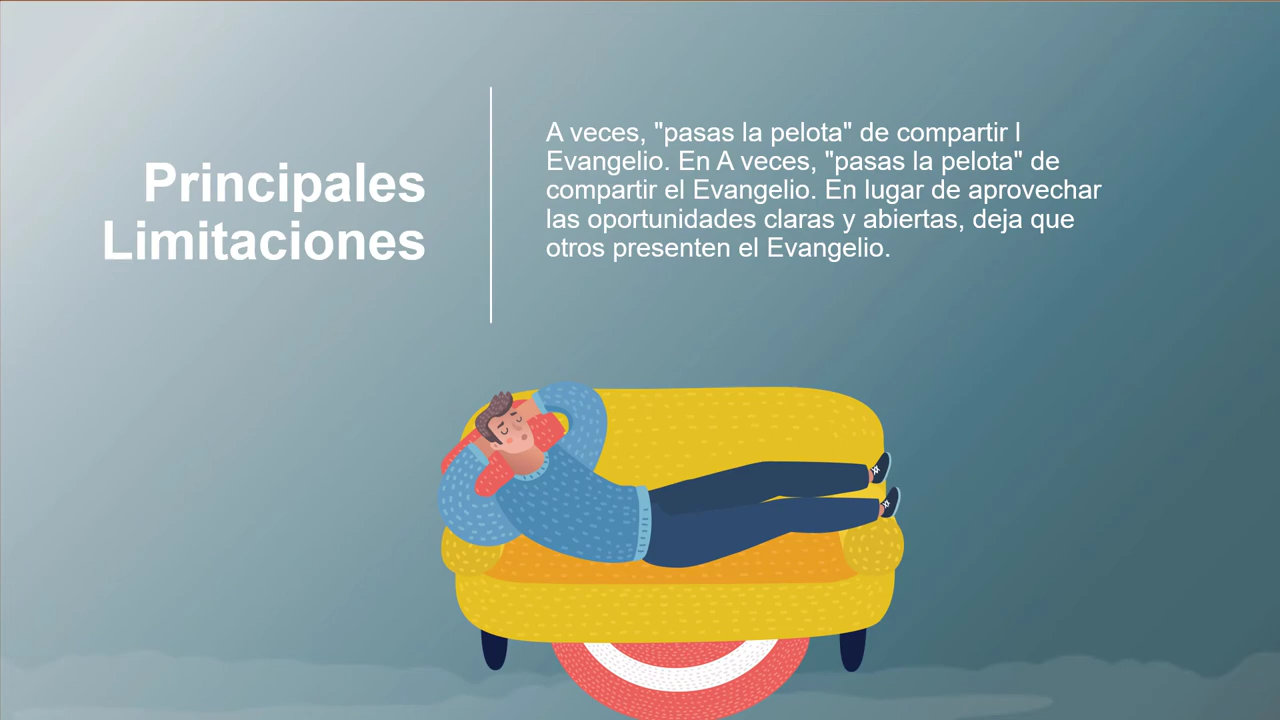 Principales
Limitaciones
A veces, "pasas la pelota" de compartir l
Evangelio. En A veces, "pasas la pelota" de
compartir el Evangelio. En lugar de aprovechar
las oportunidades claras y abiertas, deja que
otros presenten el Evangelio.